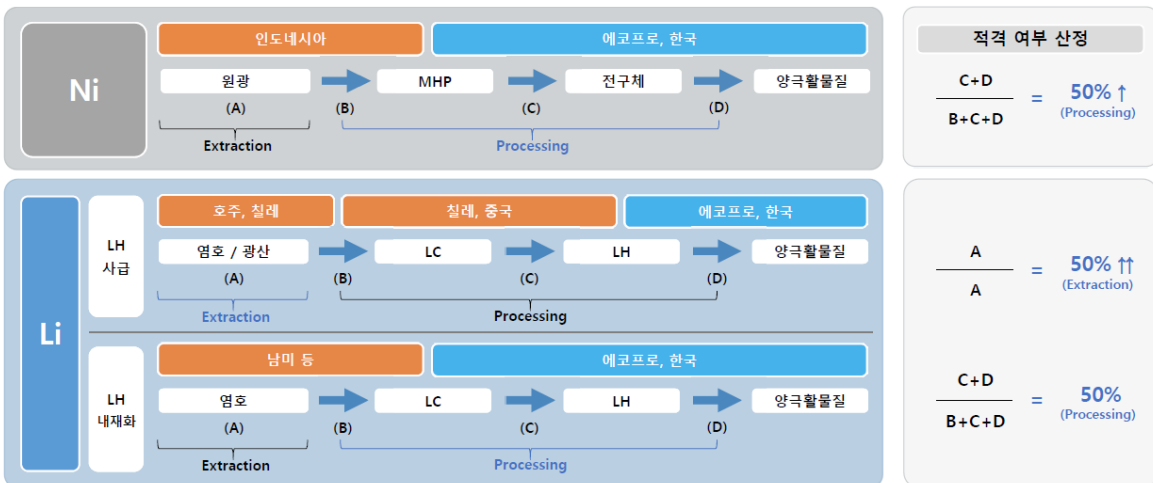 인도네시아
에코프로, 한국
적격 여부 산정
Ni
원광
MHP
전구체
양극활물질
(A)
(B)
(C)
(D)
Extraction
Processing
C+D
B+C+D
=
50% ↑
(Processing)
Li
LH
사급
호주, 칠레
칠레, 중국
에코프로, 한국
염호 / 광산
LC
LH
양극활물질
(A)
(B)
(C)
(D)
Extraction
Processing
A
A
=
50% ↑↑
(Extraction)
LH
내재화
남미 등
에코프로, 한국
염호
LC
LH
양극활물질
(A)
(B)
(C)
(D)
Extraction
Processing
C+D
B+C+D
=
50%
(Processing)